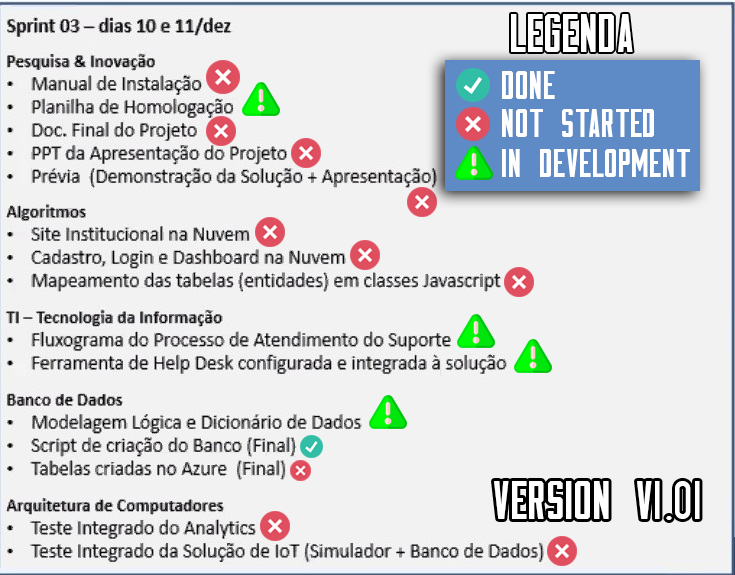 Sprint 03 – dias 10 e 11/dez
LEGENDA
DONE
NOT STARTED
IN DEVELOPMENT
Pesquisa & Inovação
• Manual de Instalação
• Planilha de Homologação
• Doc. Final do Projeto
• PPT da Apresentação do Projeto
• Prévia (Demonstração da Solução + Apresentação)
Algoritmos
• Site Institucional na Nuvem
• Cadastro, Login e Dashboard na Nuvem
• Mapeamento das tabelas (entidades) em classes Javascript
TI – Tecnologia da Informação
• Fluxograma do Processo de Atendimento do Suporte
• Ferramenta de Help Desk configurada e integrada à solução
Banco de Dados
• Modelagem Lógica e Dicionário de Dados
• Script de criação do Banco (Final)
• Tabelas criadas no Azure (Final)
Arquitetura de Computadores
• Teste Integrado do Analytics
• Teste Integrado da Solução de IoT (Simulador + Banco de Dados)
VERSION V1.01